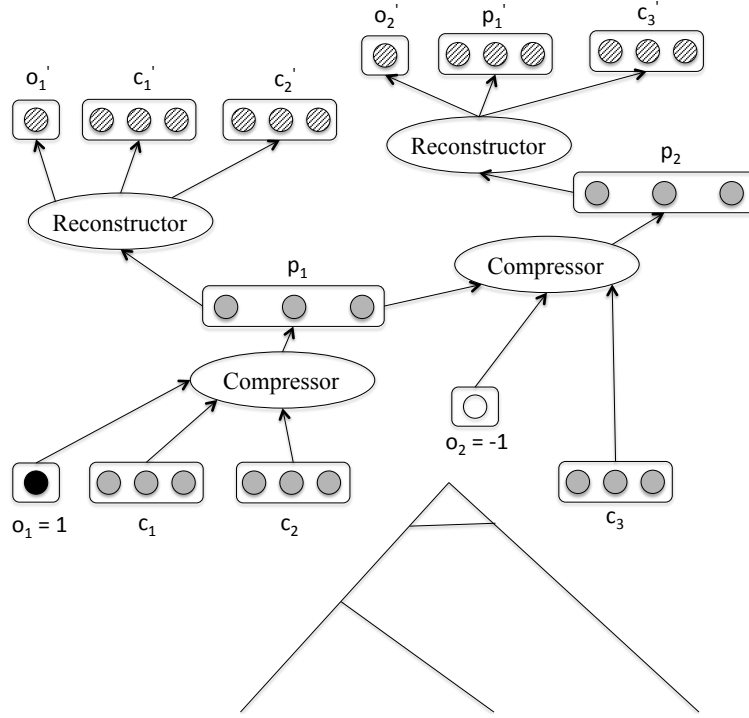 o2' p1' c3'
o1' c1' c2'
Reconstructor
p2
Reconstructor
Compressor
p1
Compressor
o2 = -1
o1 = 1 c1 c2 c3